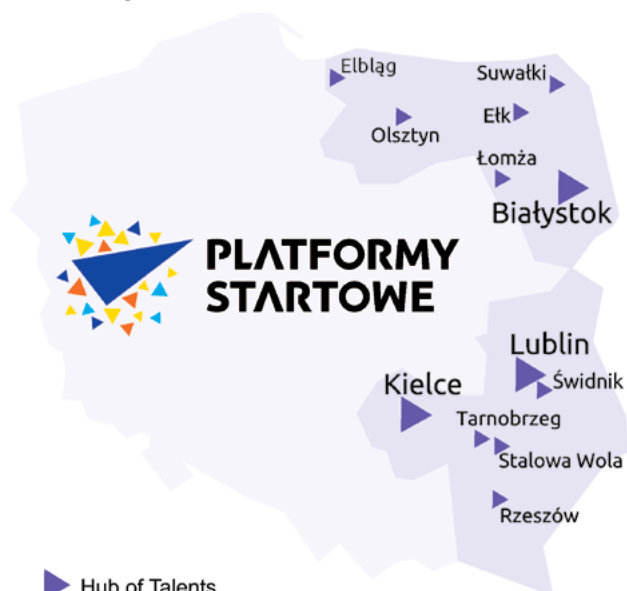 Elbląg
Suwałki
Ełk
Olsztyn
Łomża
Białystok
PLATFORMY
STARTOWE
Lublin
Kielce
Świdnik
Tarnobrzeg
Stalowa Wola
Rzeszów
Hub of Talents